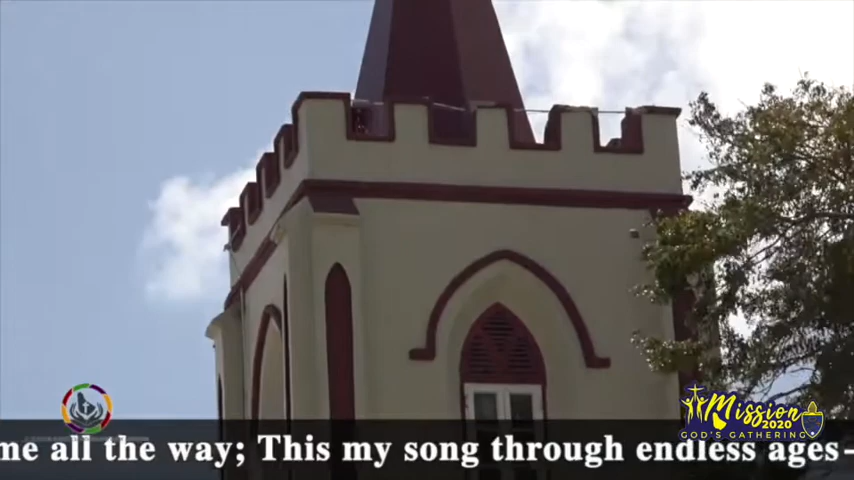 Mission
2020
GOD'S GATHERING
me all the way; This my song through endless ages-